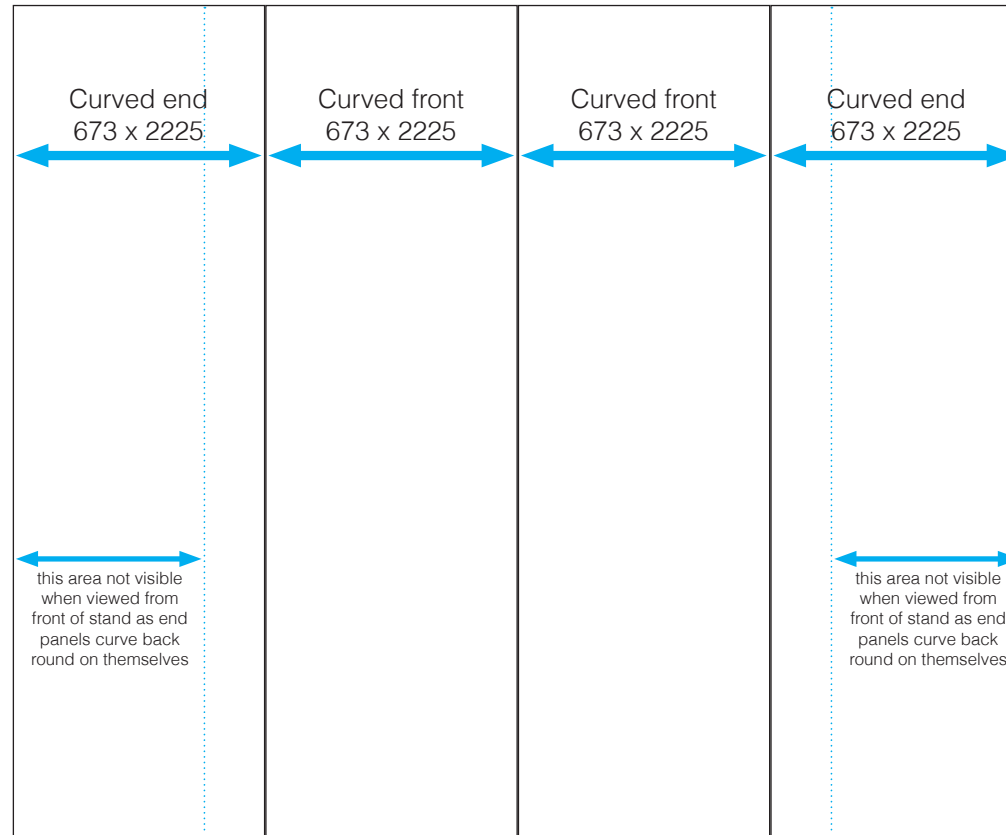 Curved end
673 x 2225
Curved front
673 x 2225
Curved front
673 x 2225
Curved end
673 x 2225
this area not visible
when viewed from
front of stand as end
panels curve back
round on themselves
this area not visible
when viewed from
front of stand as end
panels curve back
round on themselves